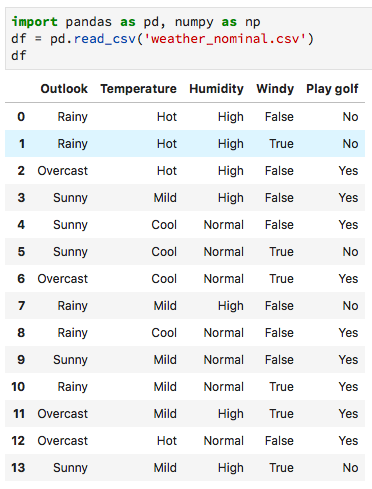 import pandas as pd, numpy as np
df = pd.read_csv('weather_nominal.csv')
df
Outlook Temperature Humidity Windy Play golf
0 Rainy Hot High False No
1 Rainy Hot High True No
2 Overcast Hot High False Yes
3 Sunny Mild High False Yes
4 Sunny Cool Normal False Yes
5 Sunny Cool Normal True No
6 Overcast Cool Normal True Yes
7 Rainy Mild High False No
8 Rainy Cool Normal False Yes
9 Sunny Mild Normal False Yes
10 Rainy Mild Normal True Yes
11 Overcast Mild High True Yes
12 Overcast Hot Normal False Yes
13 Sunny Mild High True No